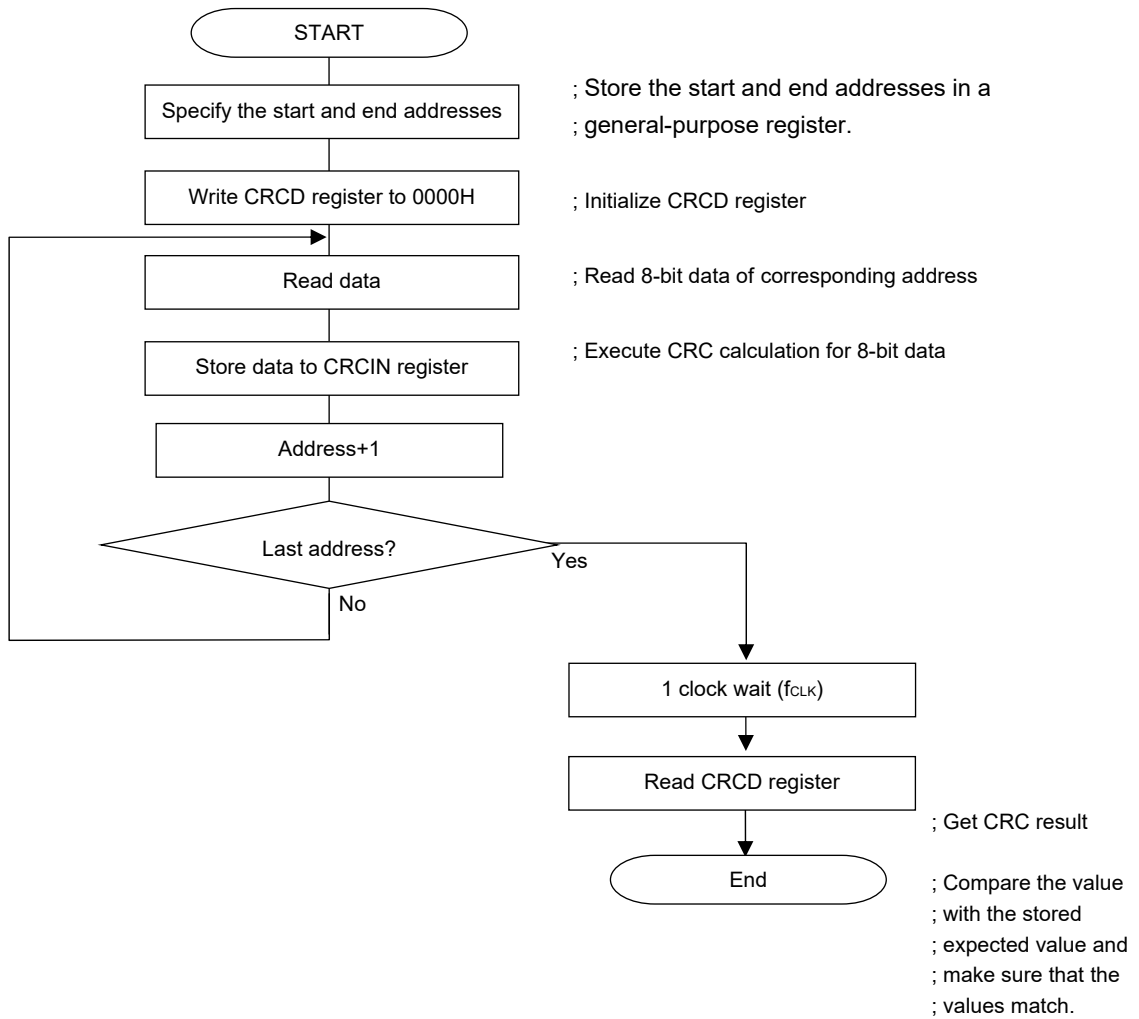 START
Specify the start and end addresses
; Store the start and end addresses in a
; general-purpose register.
Write CRCD register to 0000H
; Initialize CRCD register
Read data
; Read 8-bit data of corresponding address
Store data to CRCIN register
; Execute CRC calculation for 8-bit data
Address+1
Last address?
Yes
No
1 clock wait (fCLK)
Read CRCD register
; Get CRC result
End
; Compare the value
; with the stored
; expected value and
; make sure that the
; values match.